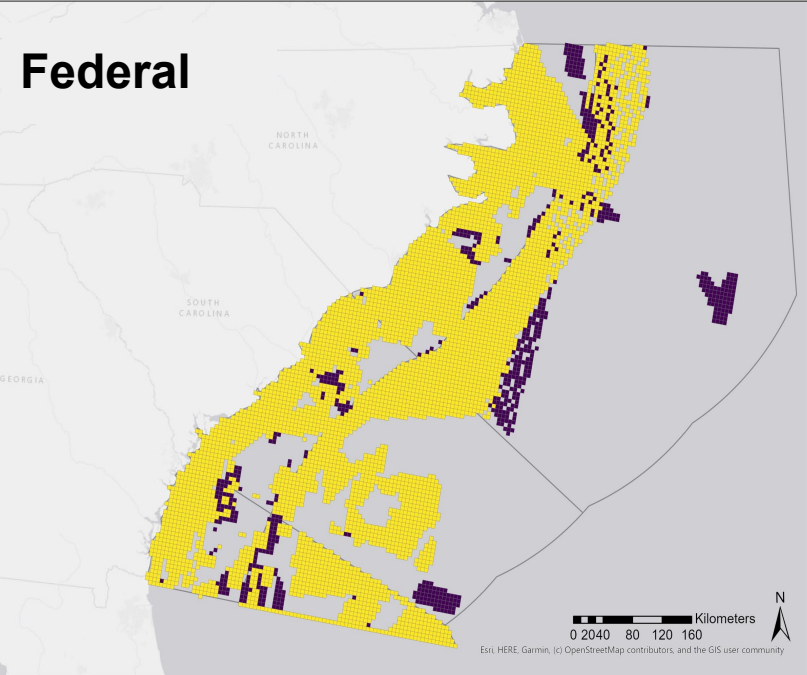 Federal
NORTH
CAROLINA
SOUTH
CAROLINA
GEORGIA
N
Kilometers
0 2040 80 120 160
Esri, HERE, Garmin, (c) OpenStreetMap contributors, and the GIS user community